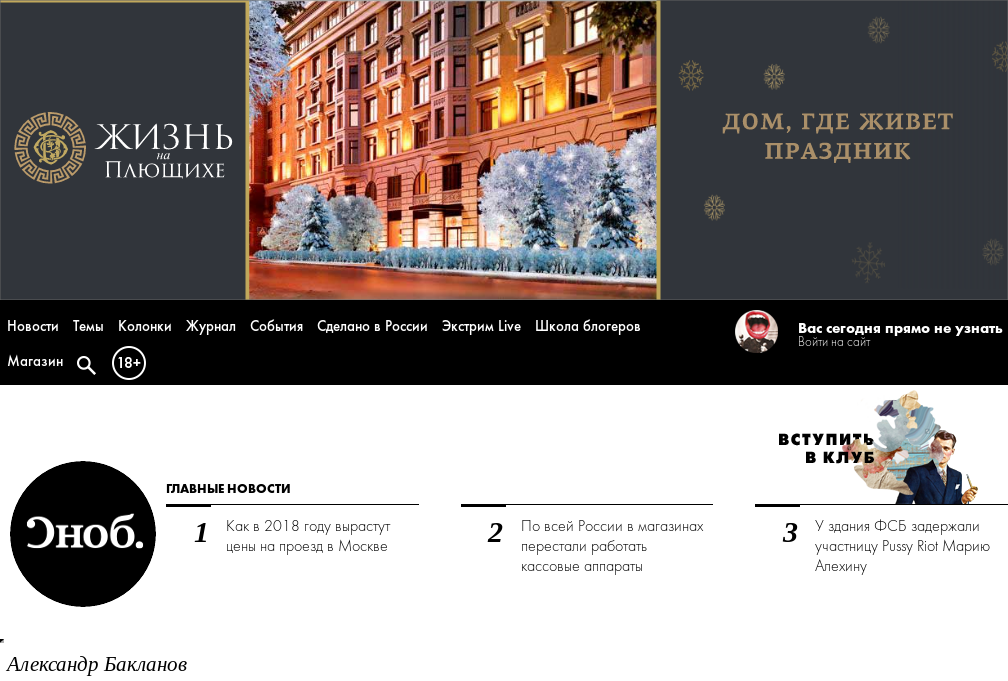 ЖИЗНЬ
на
Плющихе
ДОМ, ГДЕ ЖИВЕТ
ПРАЗДНИК
Новости Темы Колонки Журнал События Сделано в России Экстрим Live Школа блогеров
Вас сегодня прямо не узнать
Войти на сайт
Магазин 18+
ВСТУПИТЬ
В КЛУБ
Сноб.
ГЛАВНЫЕ НОВОСТИ
1 Как в 2018 году вырастут
цены на проезд в Москве
2 По всей России в магазинах
перестали работать
кассовые аппараты
3 У здания ФСБ задержали
участницу Pussy Riot Марию
Алехину
Александр Бакланов